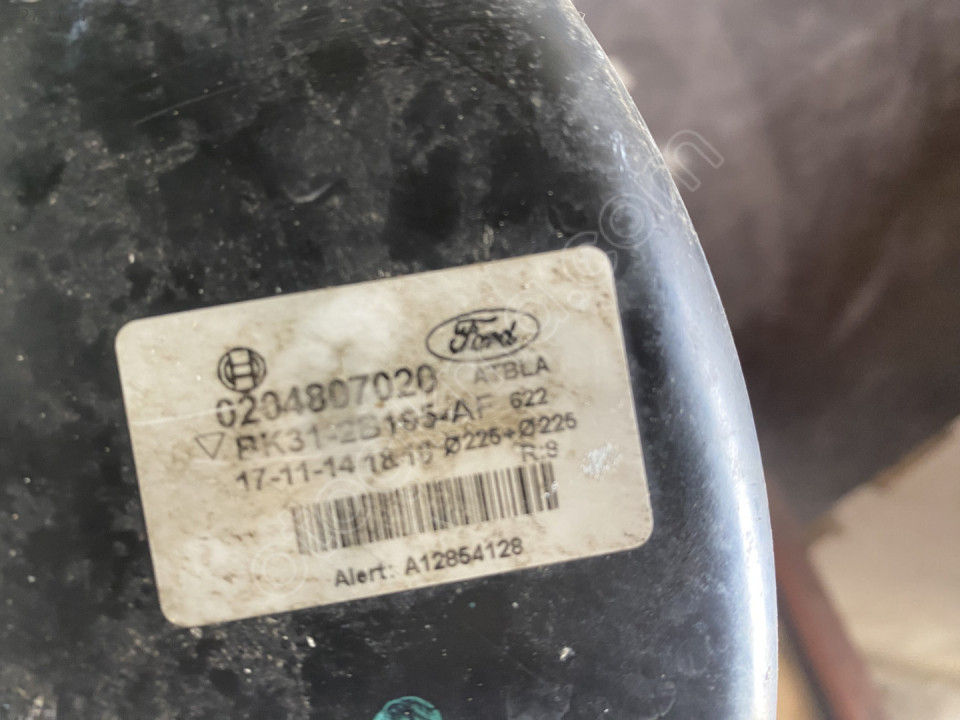 Ford
ATBLA
0204807020
BK31-2B195-AF 622
17-11-14 18:10 Ø225+Ø225
R:9
Alert: A12854128